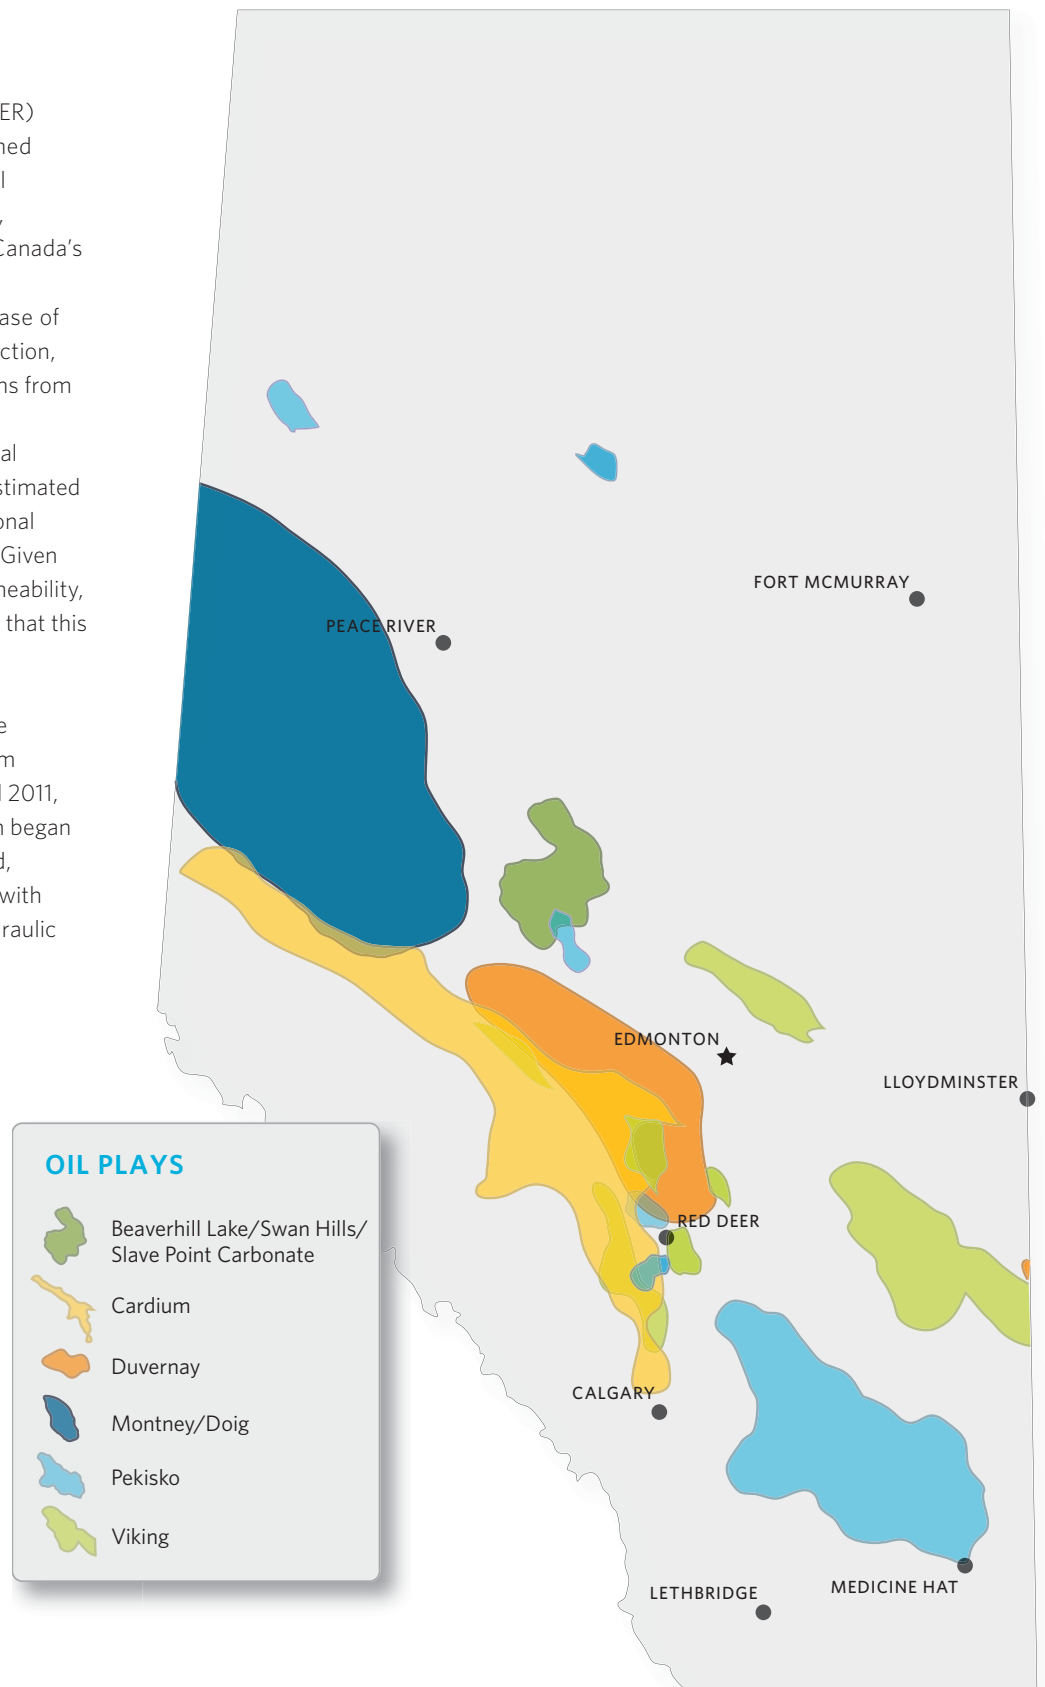 ER)
ned
l
,
Canada's
ase of
ction,
ns from
al
stimated
onal
Given
neability,
that this
e
m
l 2011,
n began
d,
with
raulic
FORT MCMURRAY
PEACE RIVER
EDMONTON
LLOYDMINSTER
RED DEER
CALGARY
MEDICINE HAT
LETHBRIDGE
OIL PLAYS
Beaverhill Lake/Swan Hills/
Slave Point Carbonate
Cardium
Duvernay
Montney/Doig
Pekisko
Viking